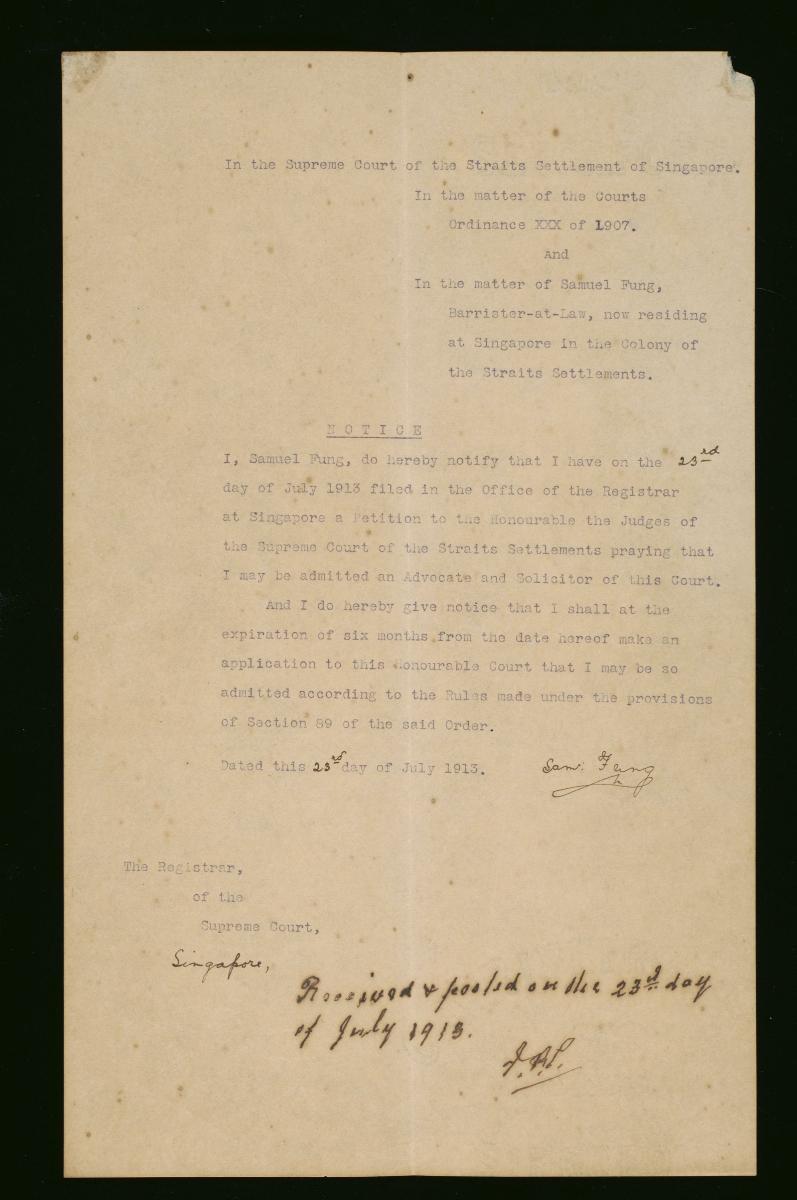 In the Supreme Court of the Straits Settlement of Singapore.
In the matter of the Courts
Ordinance XXX of 1907.
And
In the matter of Samuel Fung,
Barrister-at-Law, now residing
at Singapore in the Colony of
the Straits Settlements.
NOTICE
I, Samuel Fung, do hereby notify that I have on the 23rd
day of July 1913 filed in the Office of the Registrar
at Singapore a Petition to the Honourable the Judges of
the Supreme Court of the Straits Settlements praying that
I may be admitted an Advocate and Solicitor of this Court.
And I do hereby give notice that I shall at the
expiration of six months from the date hereof make an
application to this Honourable Court that I may be so
admitted according to the Rules made under the provisions
of Section 89 of the said Order.
Dated this 23rd day of July 1913. Saml. Fung
The Registrar,
of the
Supreme Court,
Singapore,
Received & posted on the 23rd day
of July 1913.